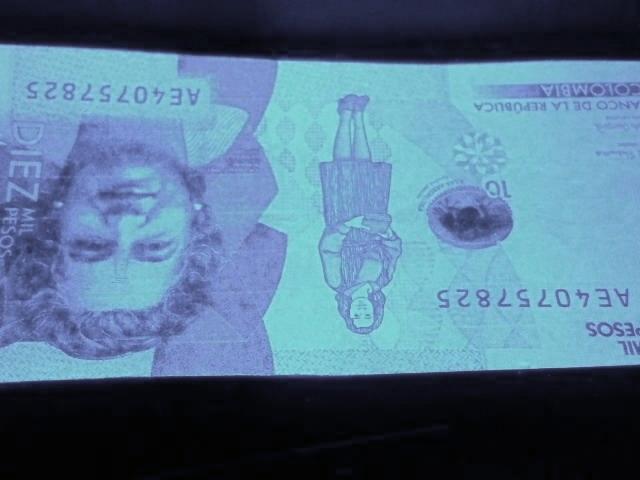 COLOMBIA
BANCO DE LA REPÚBLICA
AE40757825
AE40757825
DIEZ
MIL
PESOS
10
MIL
PESOS